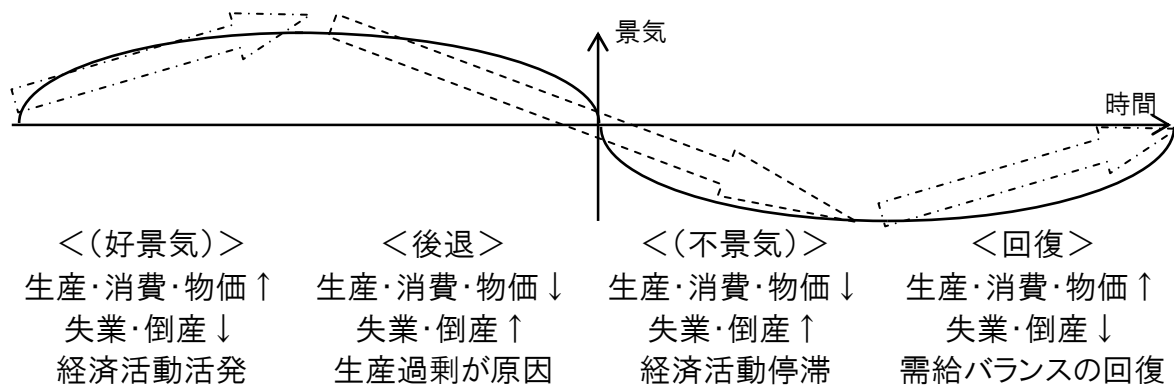 景気
時間
＜(好景気)＞ ＜後退＞ ＜(不景気)＞ ＜回復＞
生産･消費･物価↑ 生産･消費･物価↓ 生産･消費･物価↓ 生産･消費･物価↑
失業･倒産↓ 失業･倒産↑ 失業･倒産↑ 失業･倒産↓
経済活動活発 生産過剰が原因 経済活動停滞 需給バランスの回復